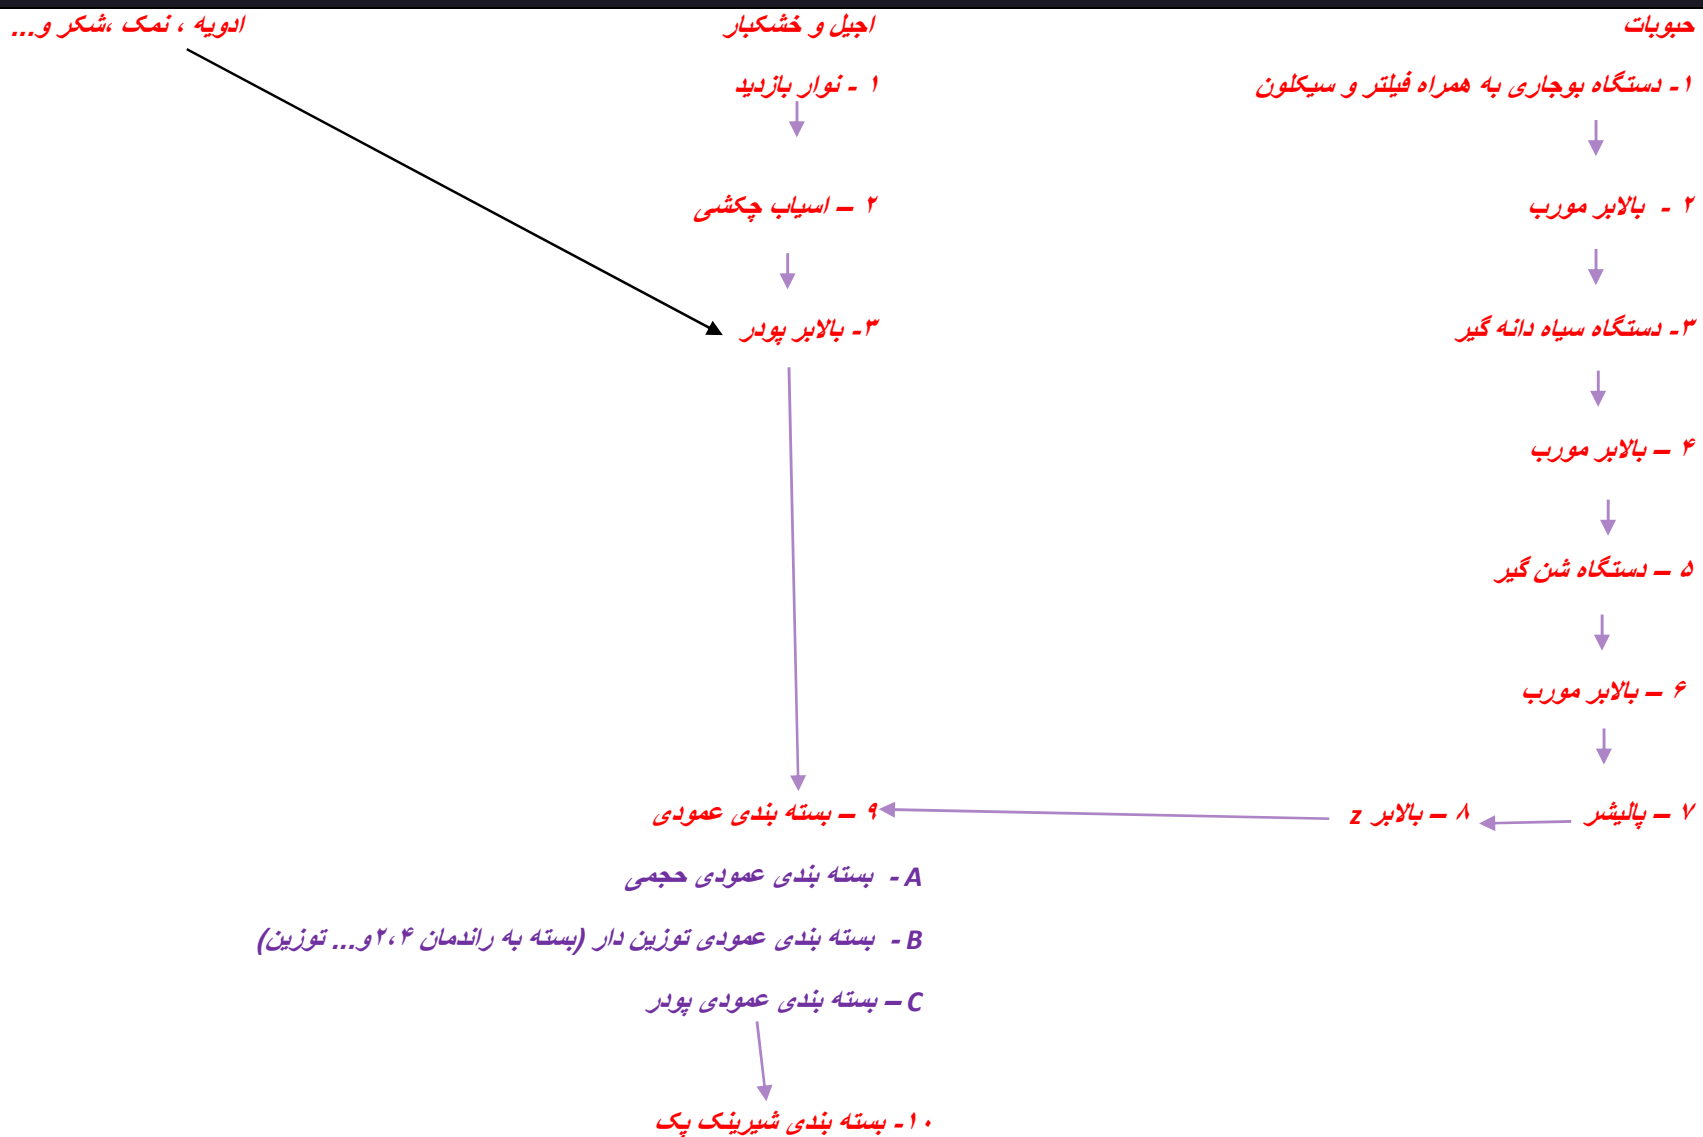 حبوبات
اجیل و خشکبار
ادویه ، نمک ،شکر و...
۱- دستگاه بوجاری به همراه فیلتر و سیکلون
۱ - نوار بازدید
۲ - بالابر مورب
۲ – اسیاب چکشی
۳- دستگاه سیاه دانه گیر
۳- بالابر پودر
۴ – بالابر مورب
۵ – دستگاه شن گیر
۶ – بالابر مورب
۷ – پالیشر
۸ – بالابر z
۹ – بسته بندی عمودی
A - بسته بندی عمودی حجمی
B - بسته بندی عمودی توزین دار (بسته به راندمان ۲،۴و... توزین)
C – بسته بندی عمودی پودر
۱۰- بسته بندی شیرینک پک